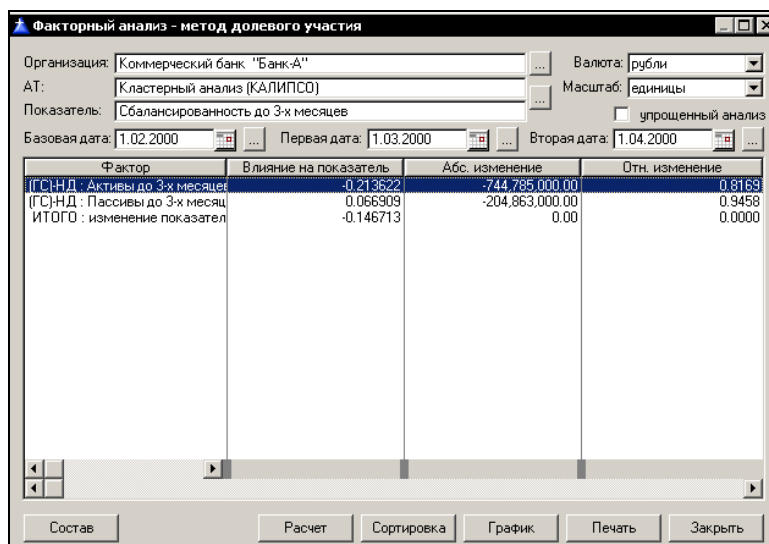 Факторный анализ - метод долевого участия
Организация: Коммерческий банк "Банк-А" ... Валюта: рубли
АТ: Кластерный анализ (КАЛИПСО) ... Масштаб: единицы
Показатель: Сбалансированность до 3-х месяцев упрощенный анализ
Базовая дата: 1.02.2000 ... Первая дата: 1.03.2000 ... Вторая дата: 1.04.2000 ...
Фактор Влияние на показатель Абс. изменение Отн. изменение
(ГС)-НД : Активы до 3-х месяцев -0.213622 -744,785,000.00 0.8169
(ГС)-НД : Пассивы до 3-х месяц 0.066909 -204,863,000.00 0.9458
ИТОГО : изменение показател -0.146713 0.00 0.0000
Состав Расчет Сортировка График Печать Закрыть